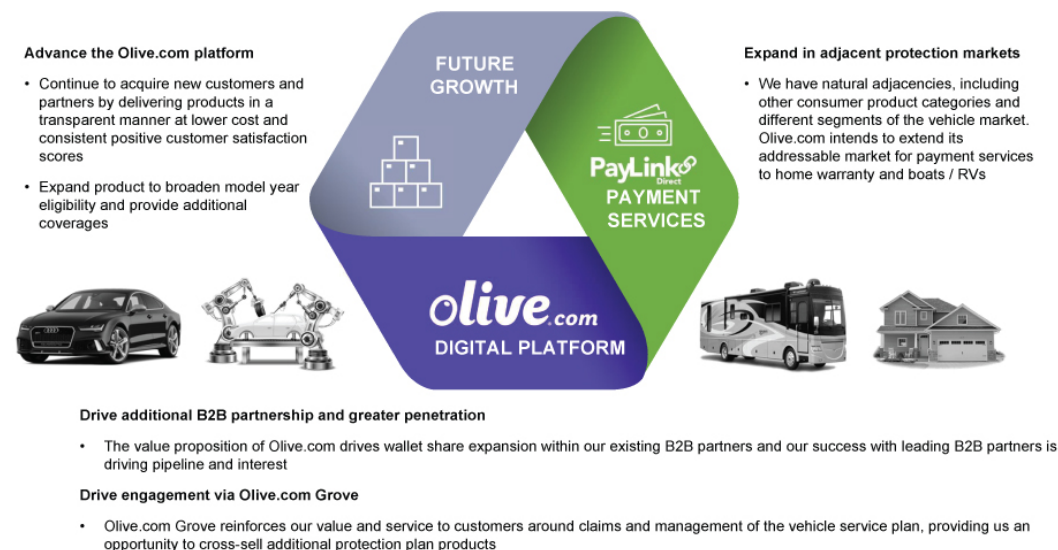 Advance the Olive.com platform
• Continue to acquire new customers and
partners by delivering products in a
transparent manner at lower cost and
consistent positive customer satisfaction
scores
• Expand product to broaden model year
eligibility and provide additional
coverages
FUTURE
GROWTH
PayLink
Direct
PAYMENT
SERVICES
olive.com
DIGITAL PLATFORM
Expand in adjacent protection markets
• We have natural adjacencies, including
other consumer product categories and
different segments of the vehicle market.
Olive.com intends to extend its
addressable market for payment services
to home warranty and boats / RVs
Drive additional B2B partnership and greater penetration
• The value proposition of Olive.com drives wallet share expansion within our existing B2B partners and our success with leading B2B partners is
driving pipeline and interest
Drive engagement via Olive.com Grove
• Olive.com Grove reinforces our value and service to customers around claims and management of the vehicle service plan, providing us an
opportunity to cross-sell additional protection plan products